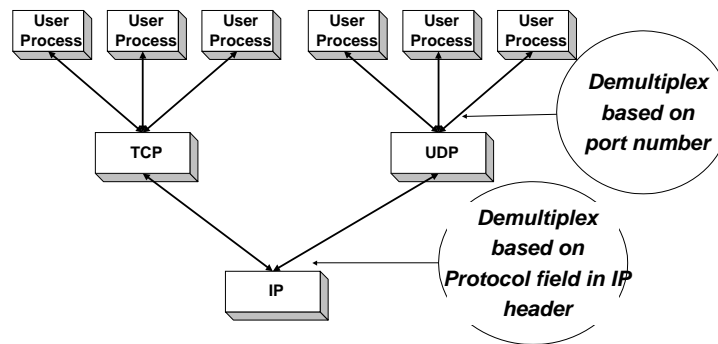 User Process
User Process
User Process
User Process
User Process
User Process
Demultiplex
based on
port number
TCP
UDP
Demultiplex
based on
Protocol field in IP
header
IP